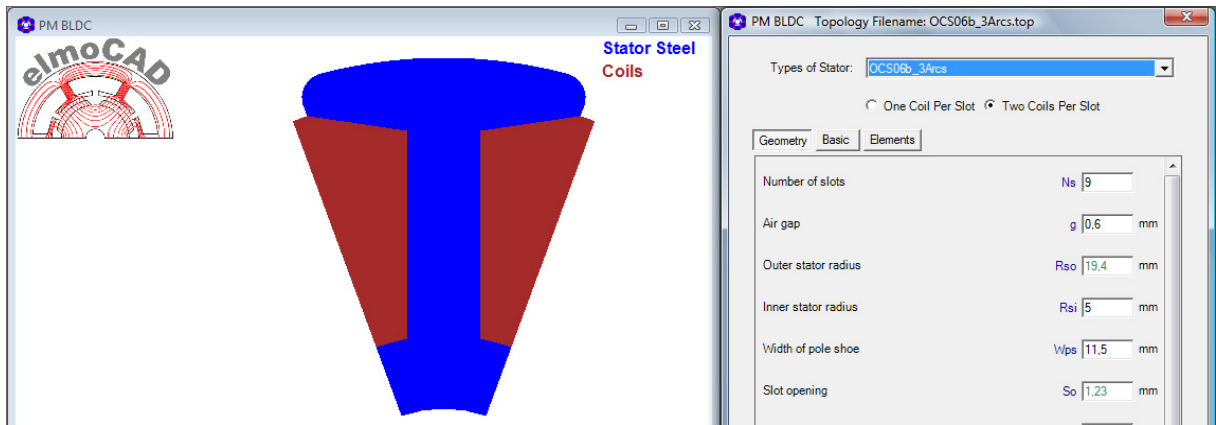 PM BLDC
Stator Steel
Coils
elmoCAD
PM BLDC Topology Filename: OCS06b_3Arcs.top
Types of Stator: OCS06b_3Arcs
One Coil Per Slot Two Coils Per Slot
Geometry Basic Elements
Number of slots Ns 9
Air gap g 0,6 mm
Outer stator radius Rso 19,4 mm
Inner stator radius Rsi 5 mm
Width of pole shoe Wps 11,5 mm
Slot opening So 1,23 mm